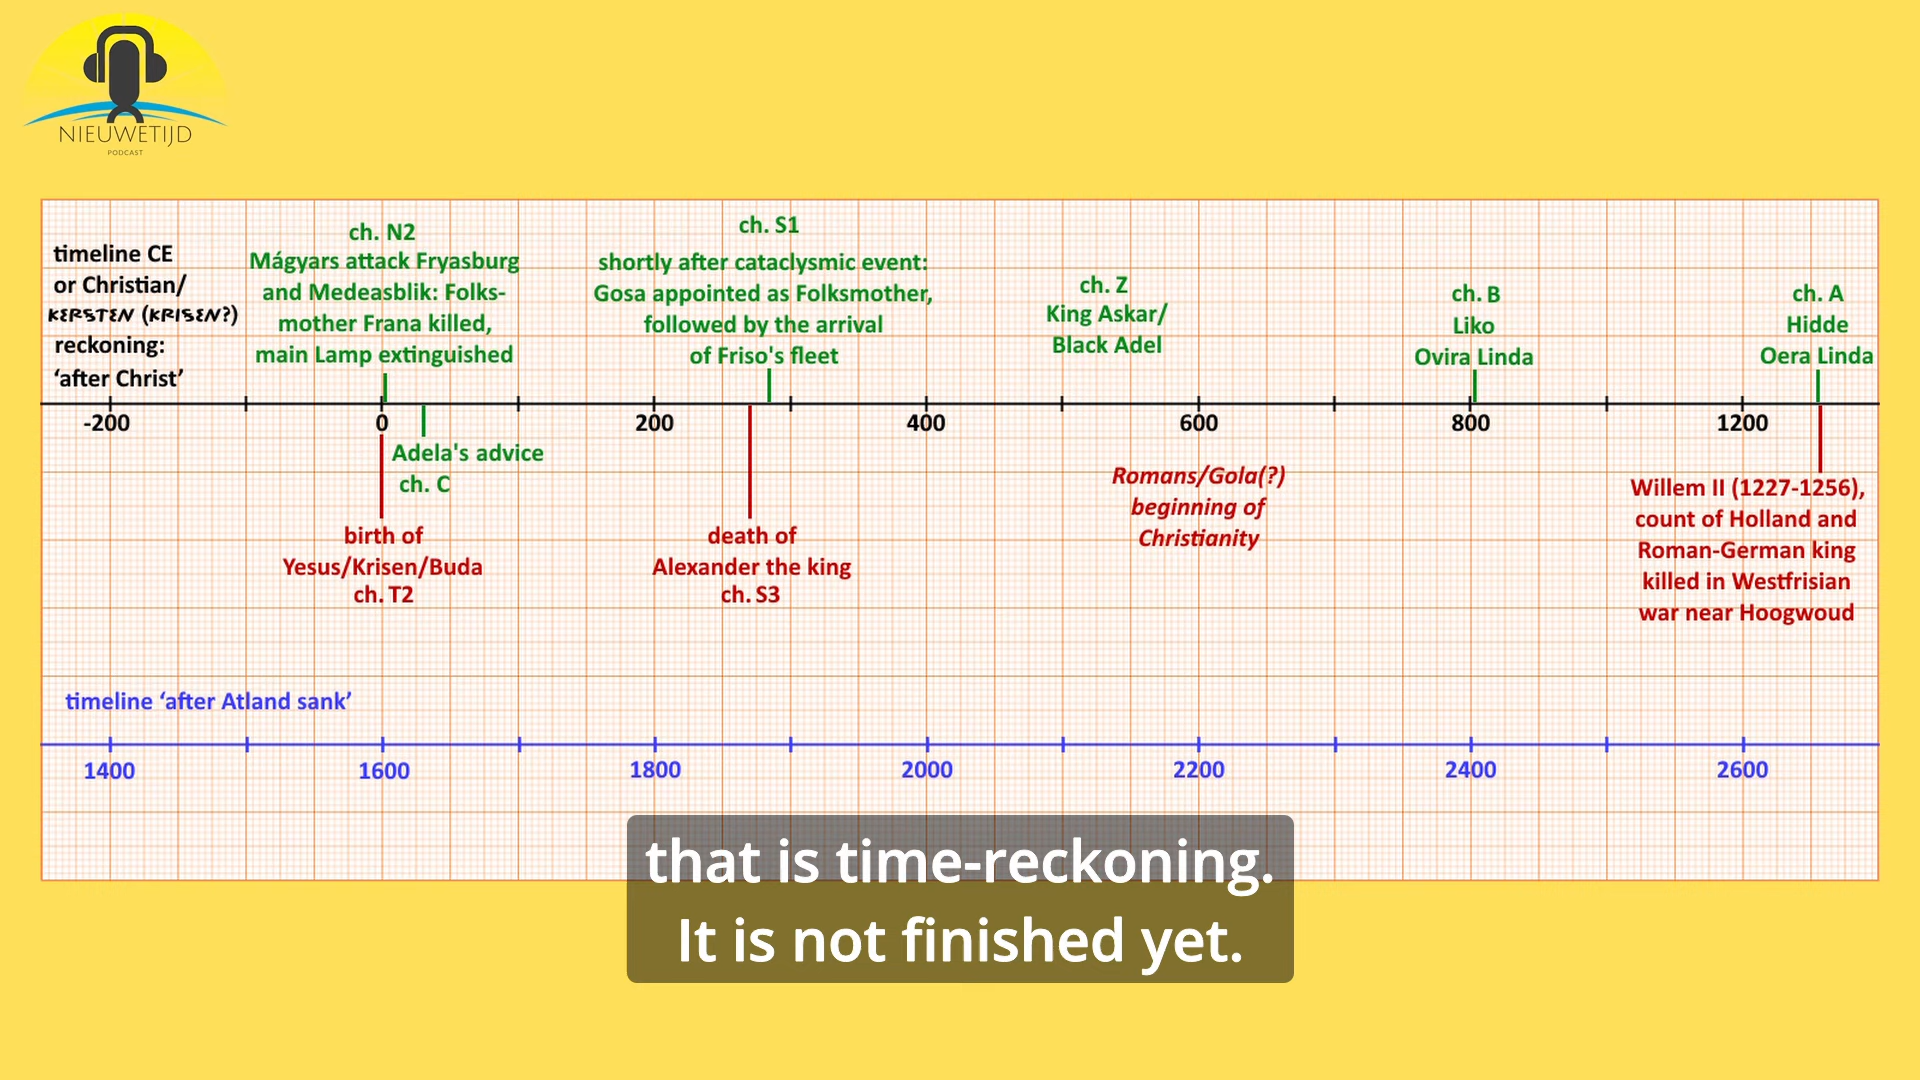 NIEUWETIJD
PODCAST
timeline CE
or Christian/
KERSTEN (KRISEN?)
reckoning:
‘after Christ’
ch. N2
Mágyars attack Fryasburg
and Medeasblik: Folks-
mother Frana killed,
main Lamp extinguished
ch. S1
shortly after cataclysmic event:
Gosa appointed as Folksmother,
followed by the arrival
of Friso's fleet
ch. Z
King Askar/
Black Adel
ch. B
Liko
Ovira Linda
ch. A
Hidde
Oera Linda
-200 0 200 400 600 800 1200
Adela's advice
ch. C
birth of
Yesus/Krisen/Buda
ch. T2
death of
Alexander the king
ch. S3
Romans/Gola(?)
beginning of
Christianity
Willem II (1227-1256),
count of Holland and
Roman-German king
killed in Westfrisian
war near Hoogwoud
timeline ‘after Atland sank’
1400 1600 1800 2000 2200 2400 2600
that is time-reckoning.
It is not finished yet.